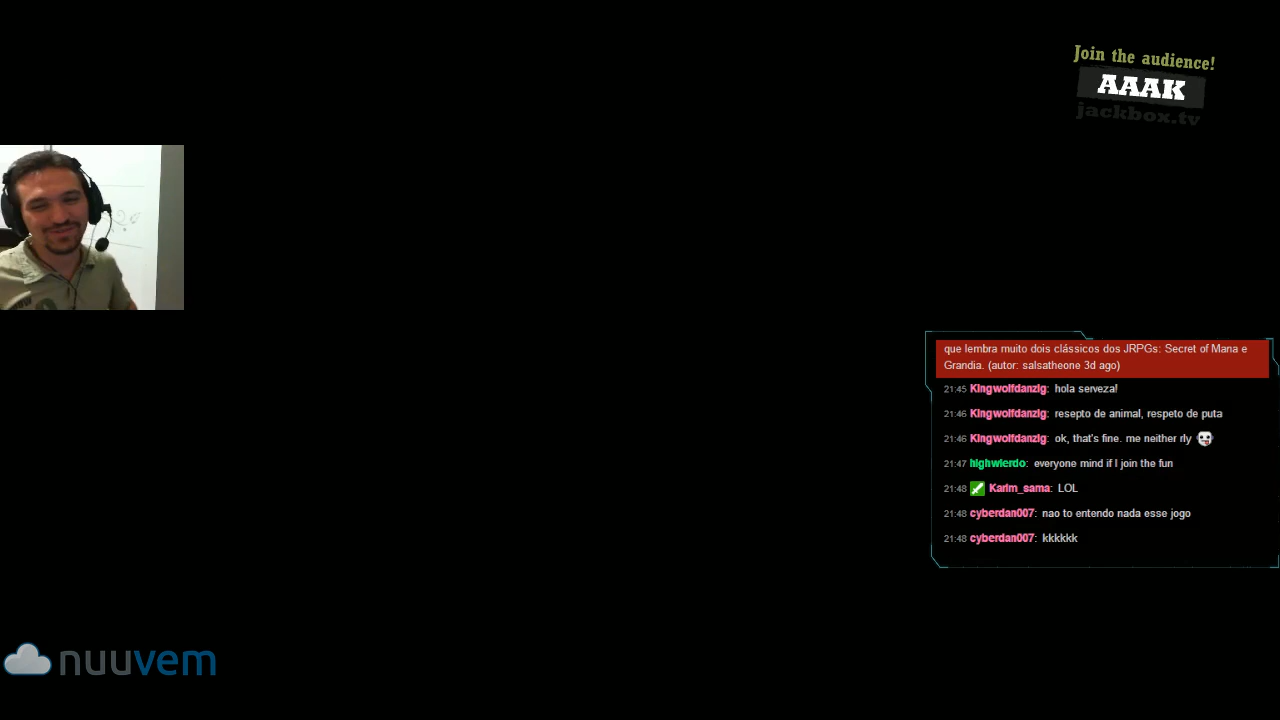 Join the audience!
AAAK
jackbox.tv
que lembra muito dois clássicos dos JRPGs: Secret of Mana e
Grandia. (autor: salsatheone 3d ago)
21:45 Kingwolfdanzig: hola serveza!
21:46 Kingwolfdanzig: resepto de animal, respeto de puta
21:46 Kingwolfdanzig: ok, that's fine. me neither rly
21:47 highwierdo: everyone mind if I join the fun
21:48 Karim_sama: LOL
21:48 cyberdan007: nao to entendo nada esse jogo
21:48 cyberdan007: kkkkkk
nuuvem